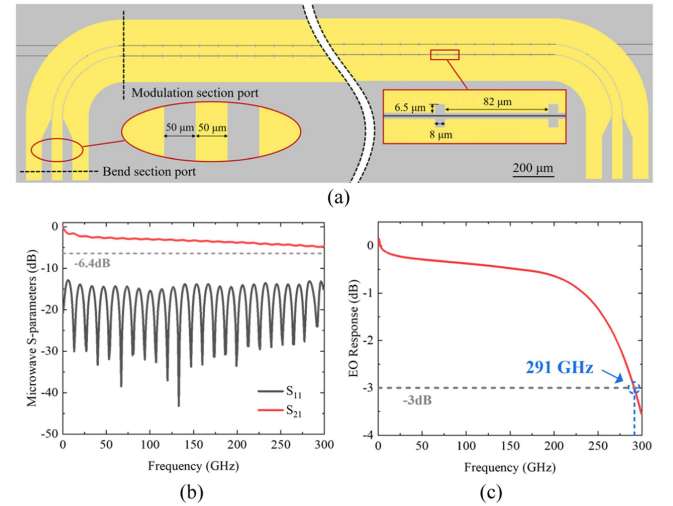 Modulation section port
Bend section port
50 μm
50 μm
6.5 μm
82 μm
8 μm
200 μm
(a)
Microwave S-parameters (dB)
0
-10
-20
-30
-40
-50
-6.4dB
S11
S21
0
50
100
150
200
250
300
Frequency (GHz)
(b)
EO Response (dB)
0
-1
-2
-3
-4
291 GHz
-3dB
0
50
100
150
200
250
300
Frequency (GHz)
(c)